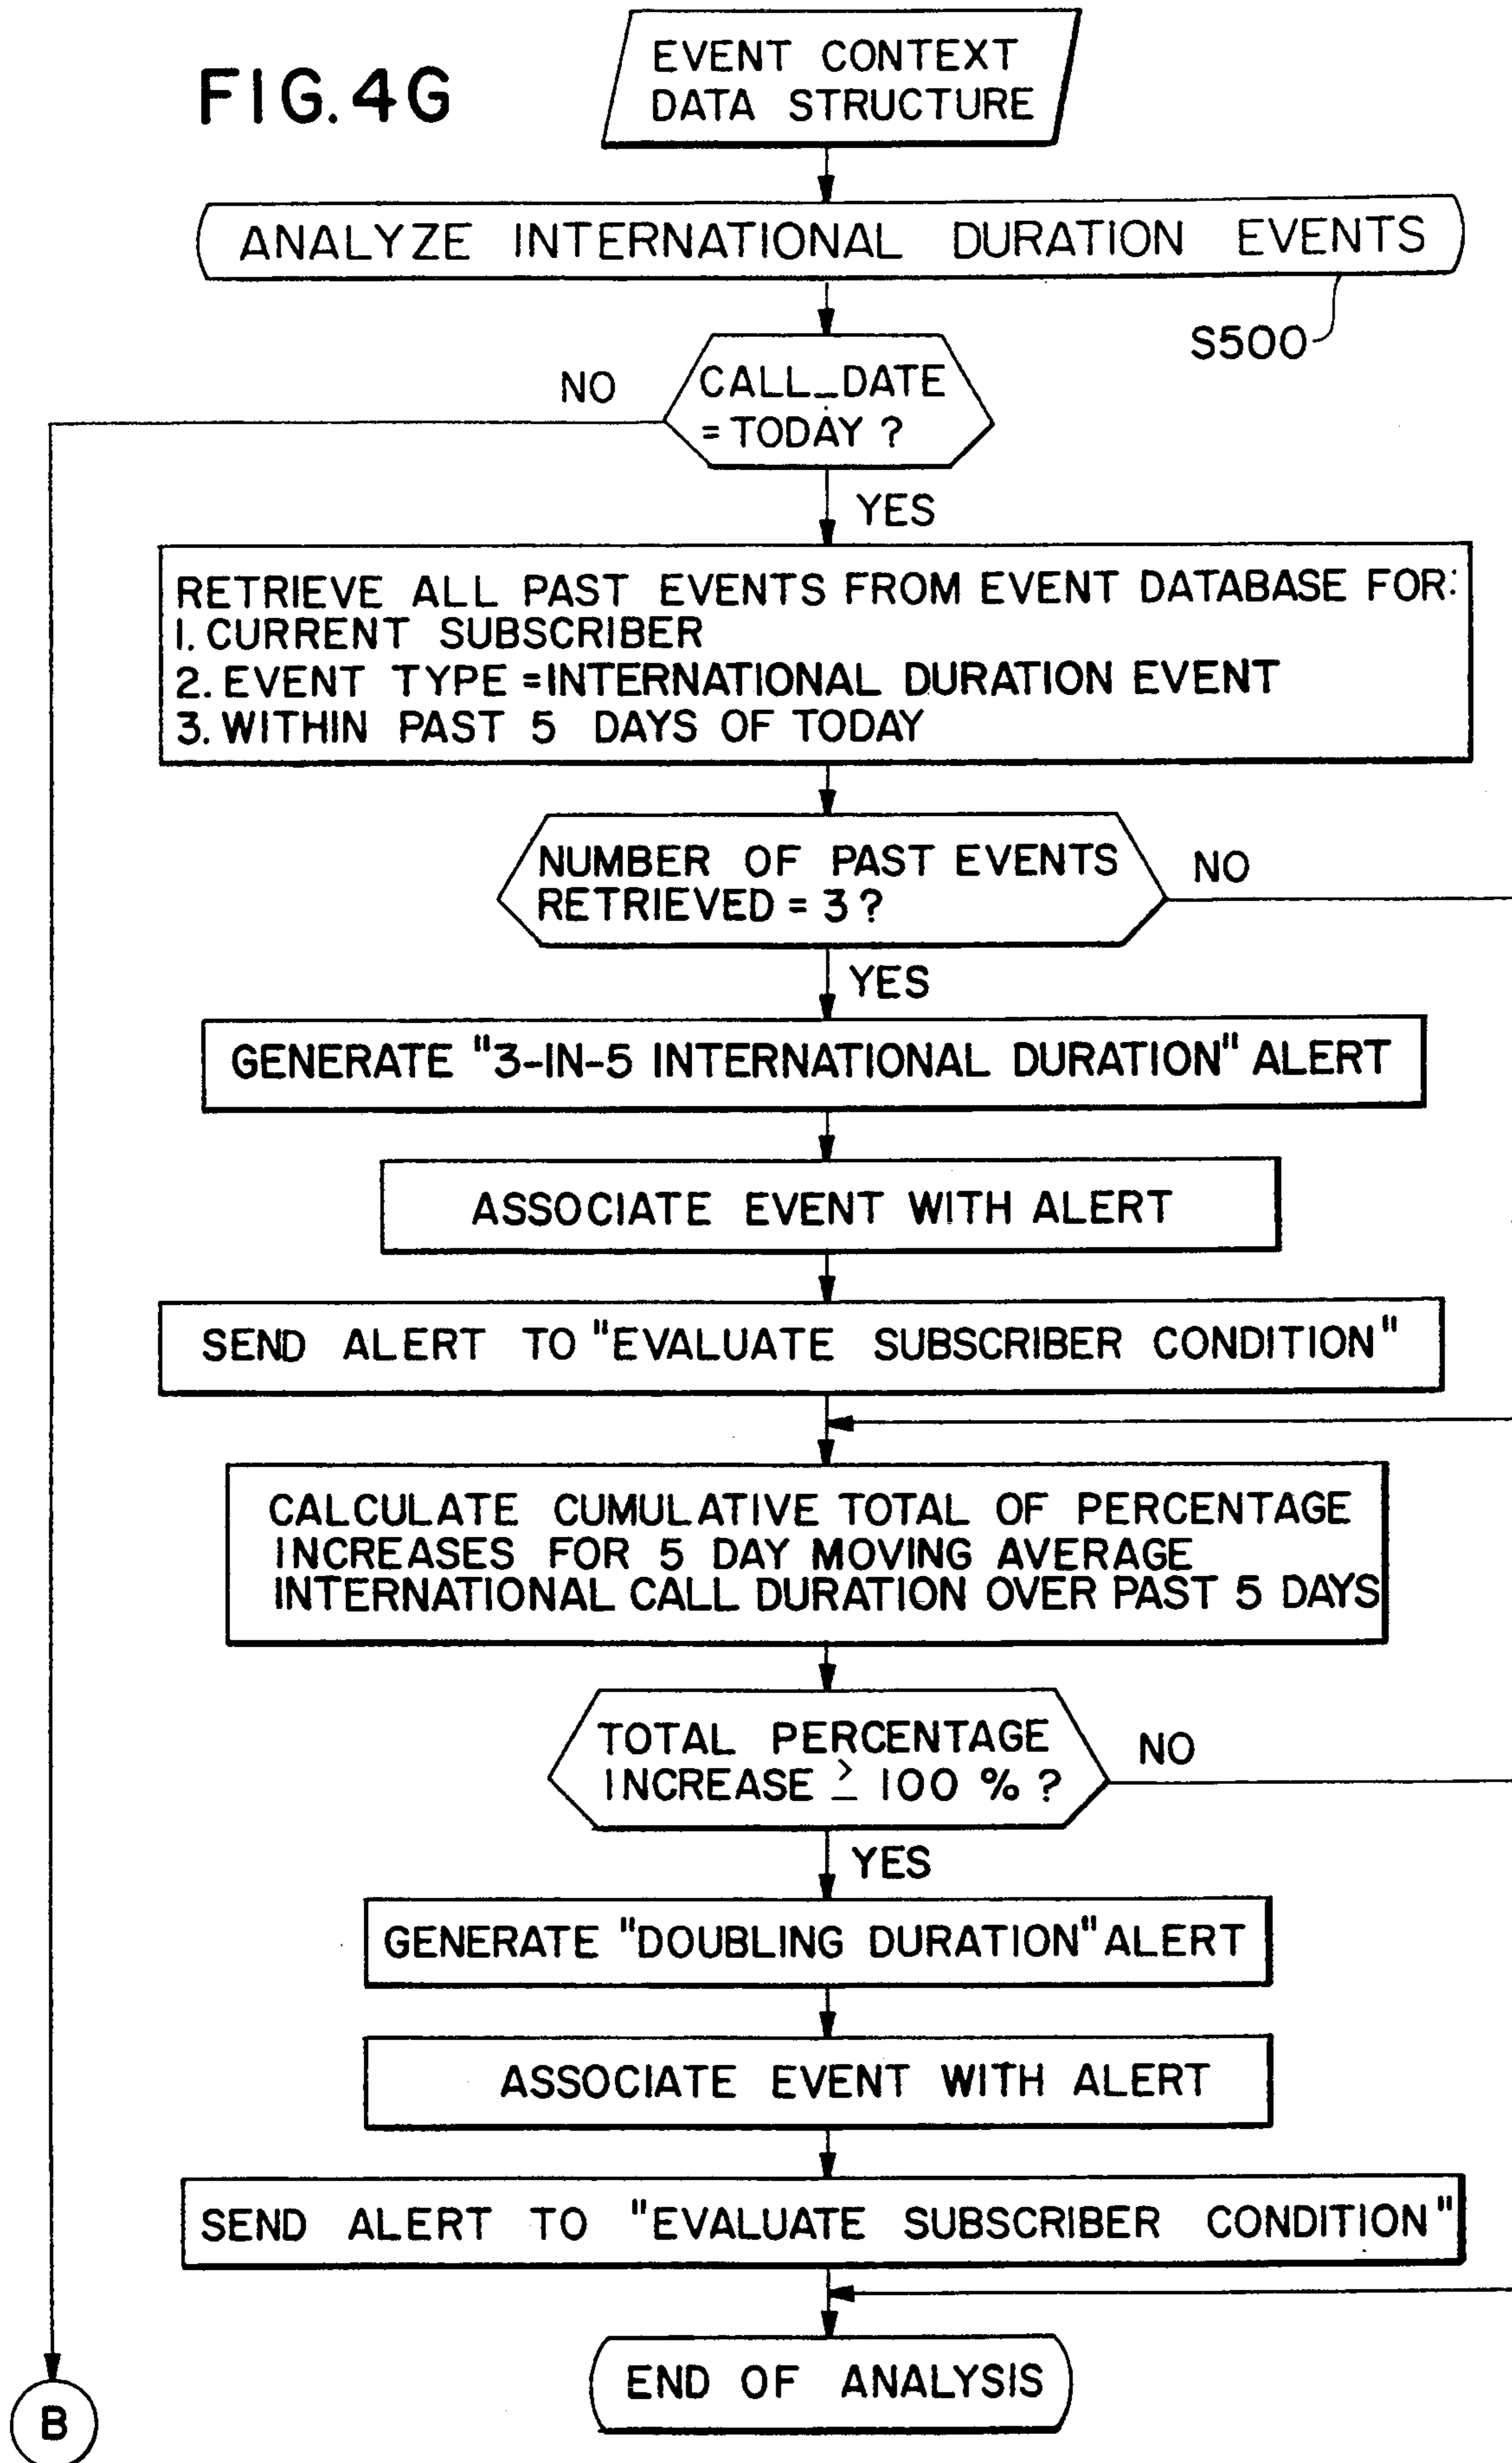 FIG. 4G
EVENT CONTEXT
DATA STRUCTURE
ANALYZE INTERNATIONAL DURATION EVENTS
S500
NO
CALL_DATE
= TODAY ?
YES
RETRIEVE ALL PAST EVENTS FROM EVENT DATABASE FOR:
1. CURRENT SUBSCRIBER
2. EVENT TYPE = INTERNATIONAL DURATION EVENT
3. WITHIN PAST 5 DAYS OF TODAY
NUMBER OF PAST EVENTS
RETRIEVED = 3 ?
NO
YES
GENERATE "3-IN-5 INTERNATIONAL DURATION" ALERT
ASSOCIATE EVENT WITH ALERT
SEND ALERT TO "EVALUATE SUBSCRIBER CONDITION"
CALCULATE CUMULATIVE TOTAL OF PERCENTAGE
INCREASES FOR 5 DAY MOVING AVERAGE
INTERNATIONAL CALL DURATION OVER PAST 5 DAYS
TOTAL PERCENTAGE
INCREASE ≥ 100 % ?
NO
YES
GENERATE "DOUBLING DURATION" ALERT
ASSOCIATE EVENT WITH ALERT
SEND ALERT TO "EVALUATE SUBSCRIBER CONDITION"
END OF ANALYSIS
B